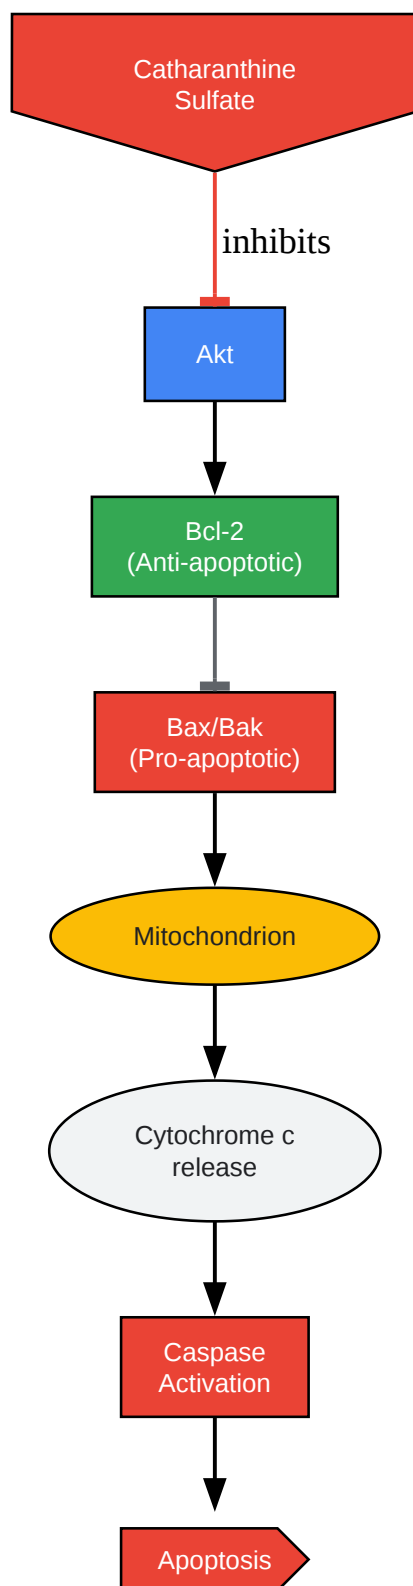 Catharanthine
Sulfate
inhibits
Akt
Bcl-2
(Anti-apoptotic)
Bax/Bak
(Pro-apoptotic)
Mitochondrion
Cytochrome c
release
Caspase
Activation
Apoptosis